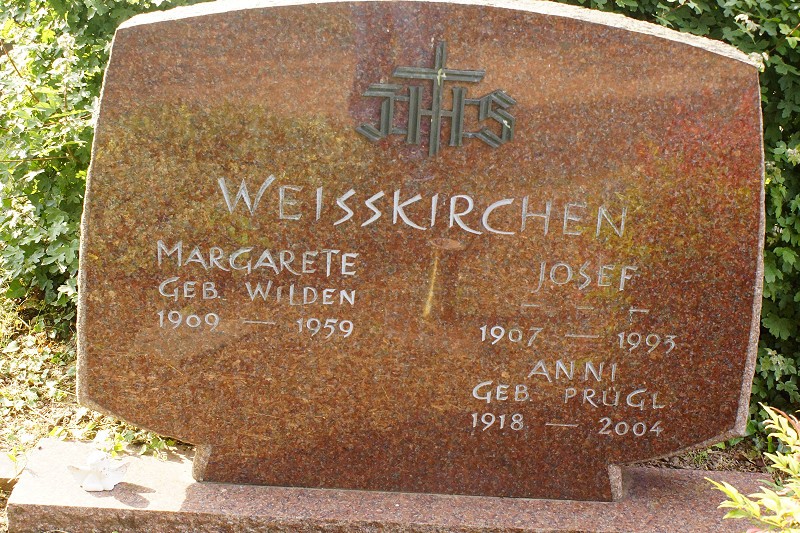 IHS
WEISSKIRCHEN
MARGARETE
GEB. WILDEN
1909 — 1959
JOSEF
— - —
1907 — 1993
ANNI
GEB. PRÜGL
1918 — 2004